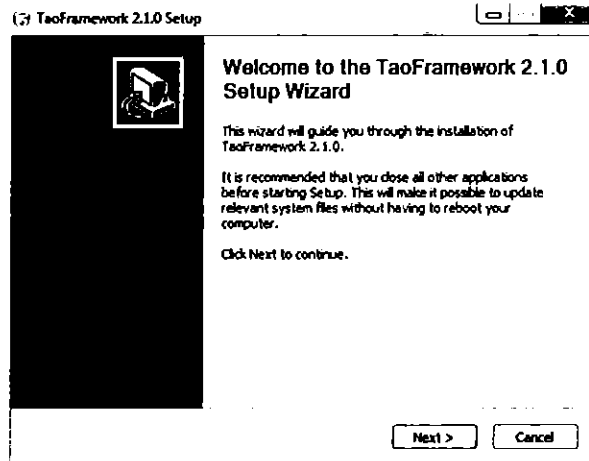 TaoFramework 2.1.0 Setup
Welcome to the TaoFramework 2.1.0
Setup Wizard
This wizard will guide you through the installation of
TaoFramework 2.1.0.
It is recommended that you close all other applications
before starting Setup. This will make it possible to update
relevant system files without having to reboot your
computer.
Click Next to continue.
Next >
Cancel